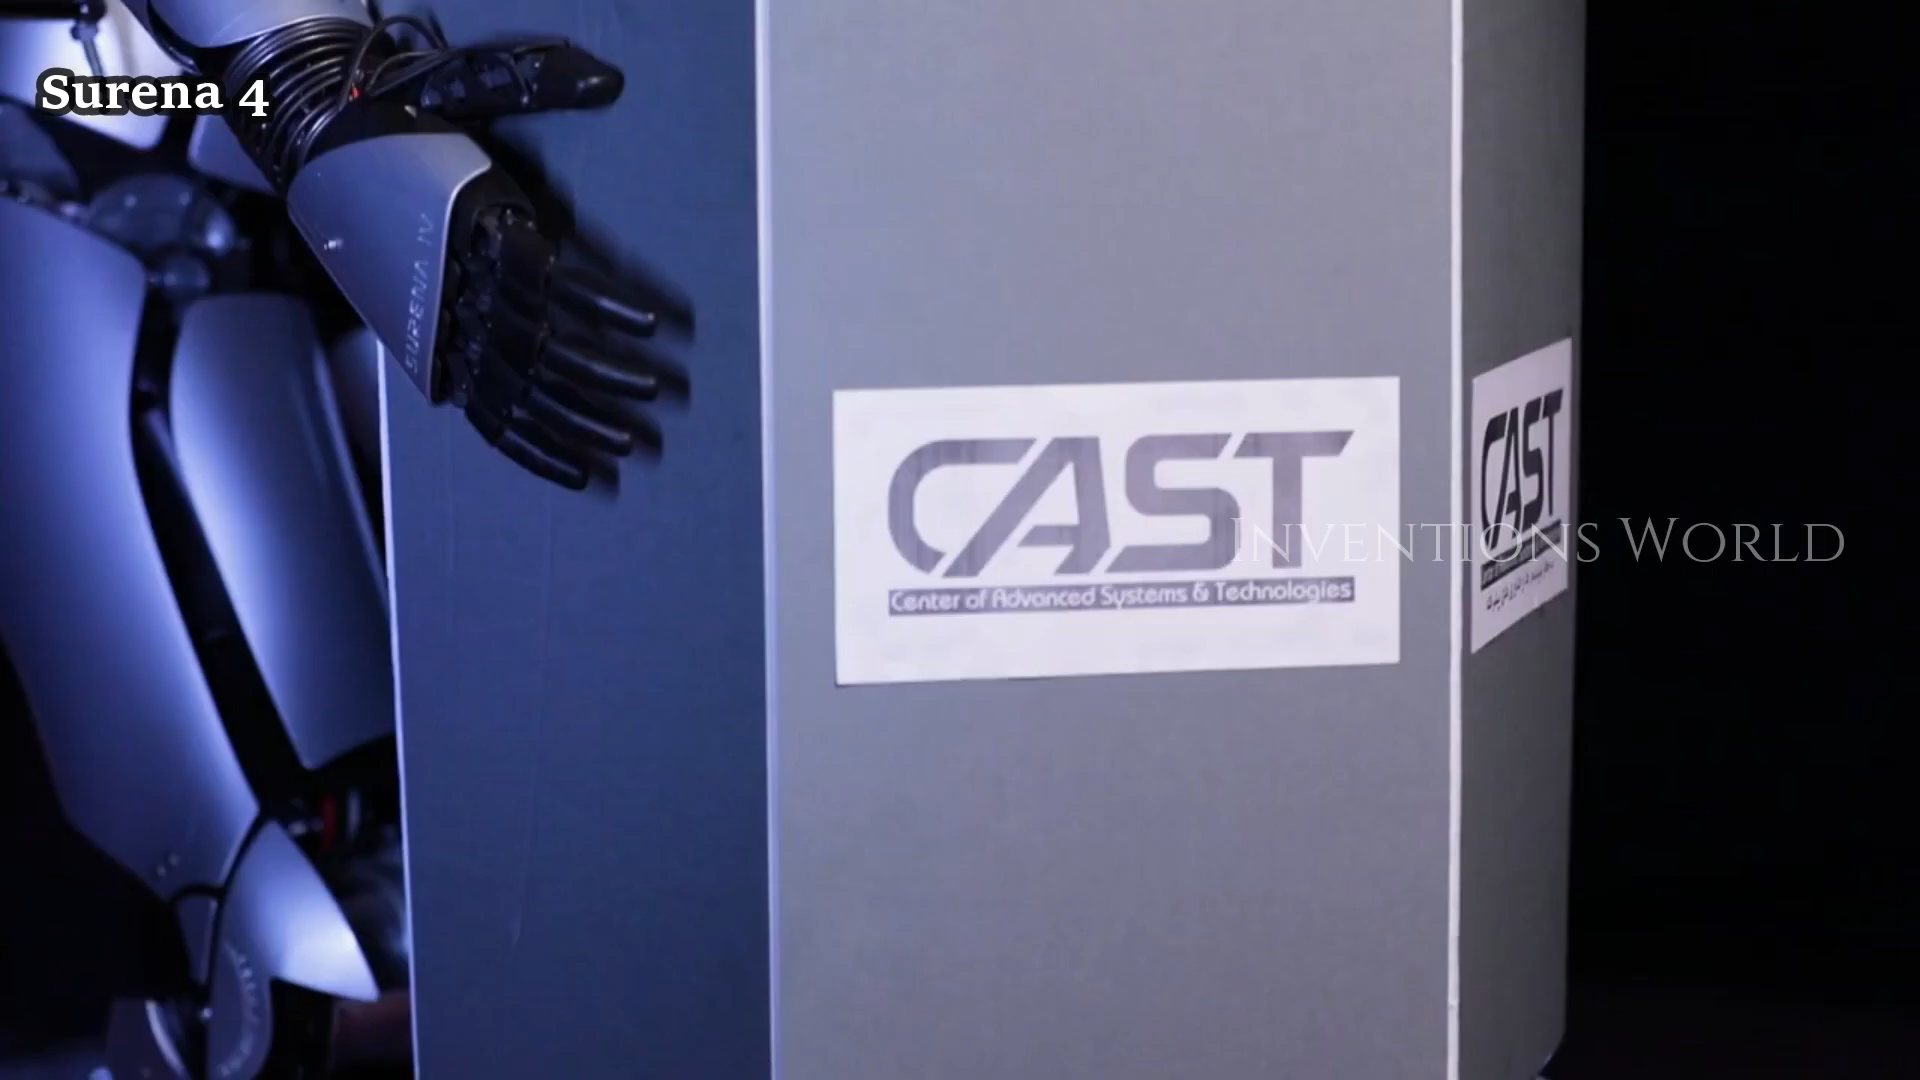 Surena 4
SURENA IV
CAST
Center of Advanced Systems & Technologies
CAST
INVENTIONS WORLD